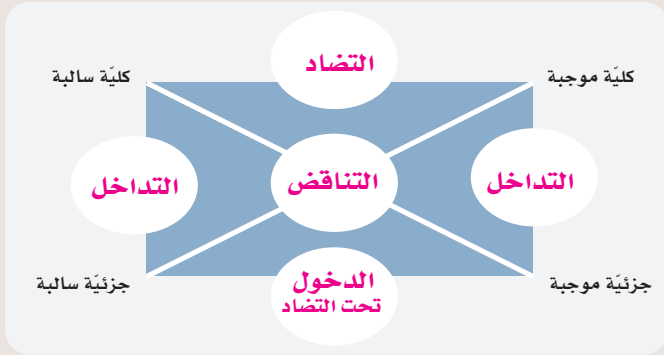 التضاد
كليّة موجبة
كليّة سالبة
التداخل
التناقض
التداخل
جزئيّة موجبة
الدخول
تحت التضاد
جزئيّة سالبة